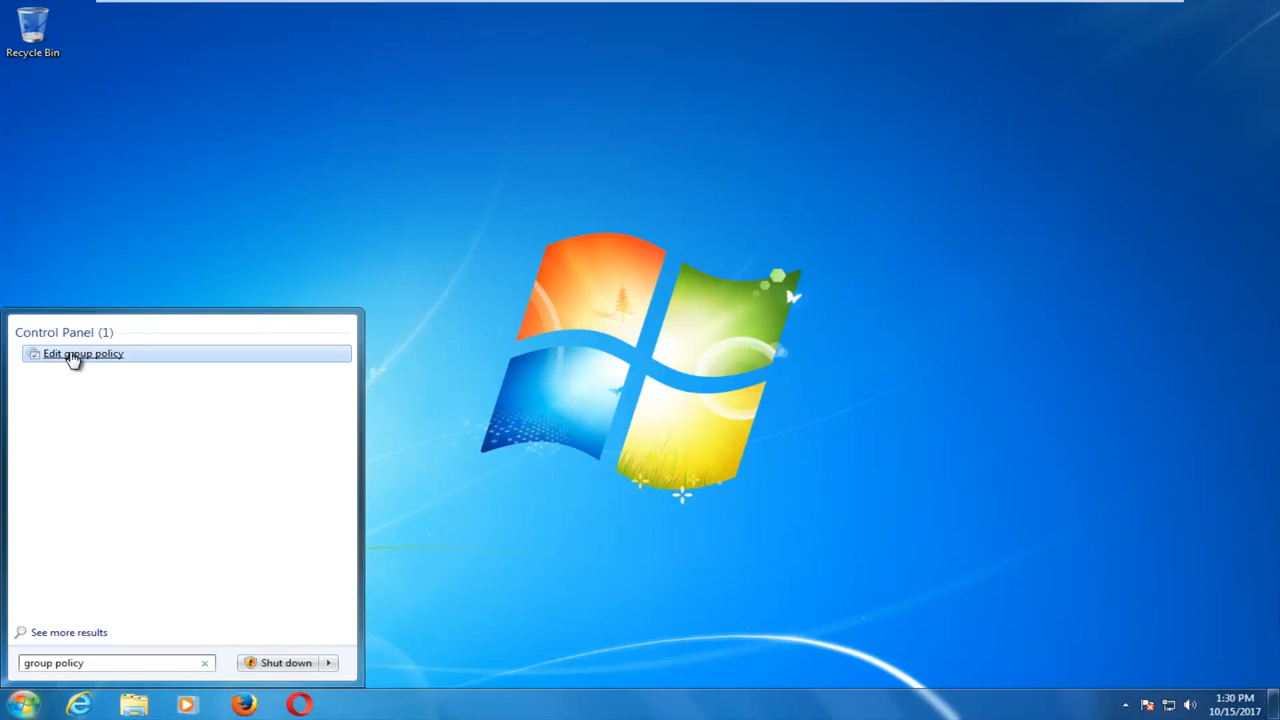 Recycle Bin
Control Panel (1)
Edit group policy
See more results
group policy
Shut down
1:30 PM
10/15/2017